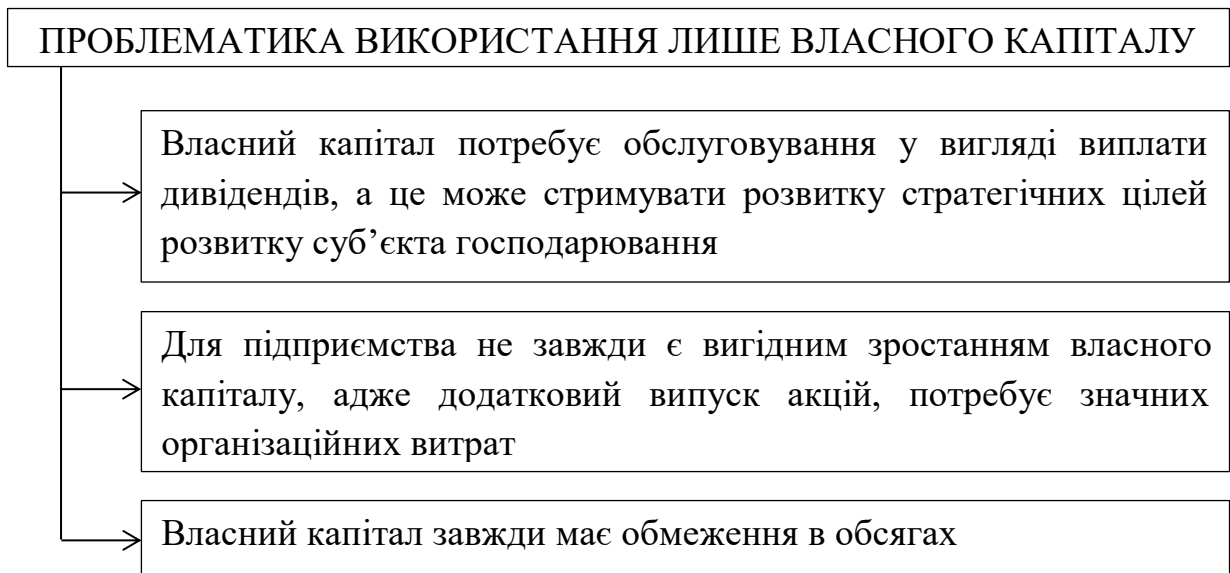 ПРОБЛЕМАТИКА ВИКОРИСТАННЯ ЛИШЕ ВЛАСНОГО КАПІТАЛУ
Власний капітал потребує обслуговування у вигляді виплати
дивідендів, а це може стримувати розвитку стратегічних цілей
розвитку суб’єкта господарювання
Для підприємства не завжди є вигідним зростанням власного
капіталу, адже додатковий випуск акцій, потребує значних
організаційних витрат
Власний капітал завжди має обмеження в обсягах